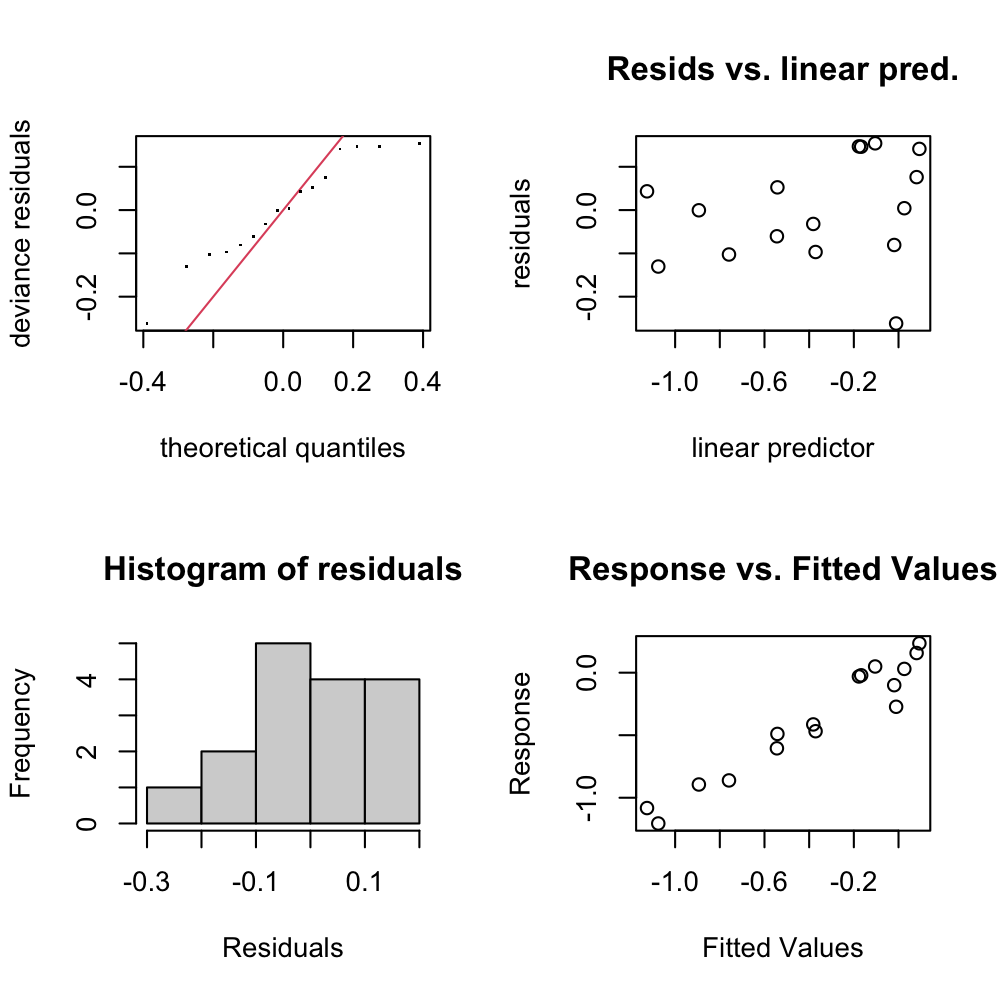 deviance residuals
0.0
-0.2
-0.4
0.0
0.2
0.4
theoretical quantiles
Resids vs. linear pred.
residuals
0.0
-0.2
-1.0
-0.6
-0.2
linear predictor
Histogram of residuals
Frequency
4
2
0
-0.3
-0.1
0.1
Residuals
Response vs. Fitted Values
Response
0.0
-1.0
-1.0
-0.6
-0.2
Fitted Values